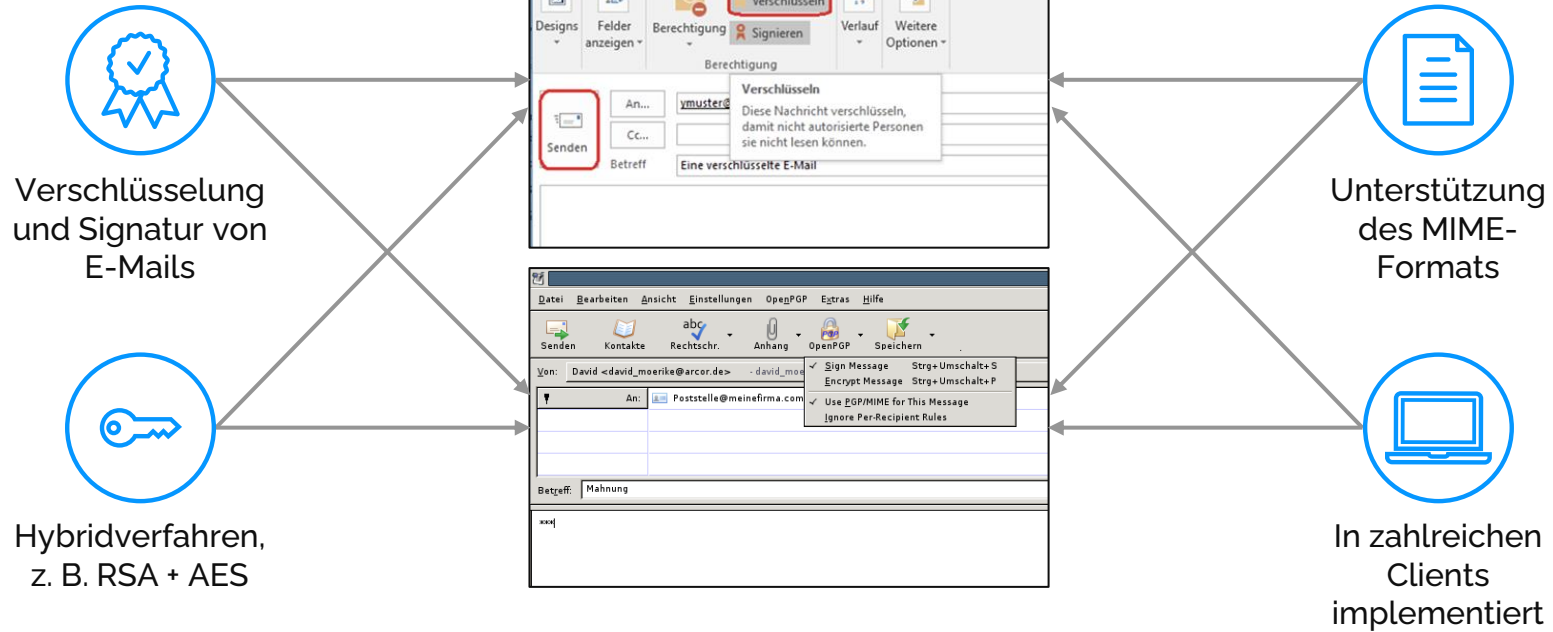 Verschlüsselung
und Signatur von
E-Mails
Hybridverfahren,
z. B. RSA + AES
Verschlüsseln
Designs
Felder
anzeigen
Berechtigung
Signieren
Verlauf
Weitere
Optionen
Berechtigung
Verschlüsseln
Diese Nachricht verschlüsseln,
damit nicht autorisierte Personen
sie nicht lesen können.
Senden
An...
ymuster@
Cc...
Betreff
Eine verschlüsselte E-Mail
Datei Bearbeiten Ansicht Einstellungen OpenPGP Extras Hilfe
abc
Senden Kontakte Rechtschr. Anhang OpenPGP Speichern
Von: David <david_moerike@arcor.de> - david_moe
✓ Sign Message Strg+Umschalt+S
Encrypt Message Strg+Umschalt+P
✓ Use PGP/MIME for This Message
Ignore Per-Recipient Rules
An: Poststelle@meinefirma.com
Betreff: Mahnung
***
Unterstützung
des MIME-
Formats
In zahlreichen
Clients
implementiert